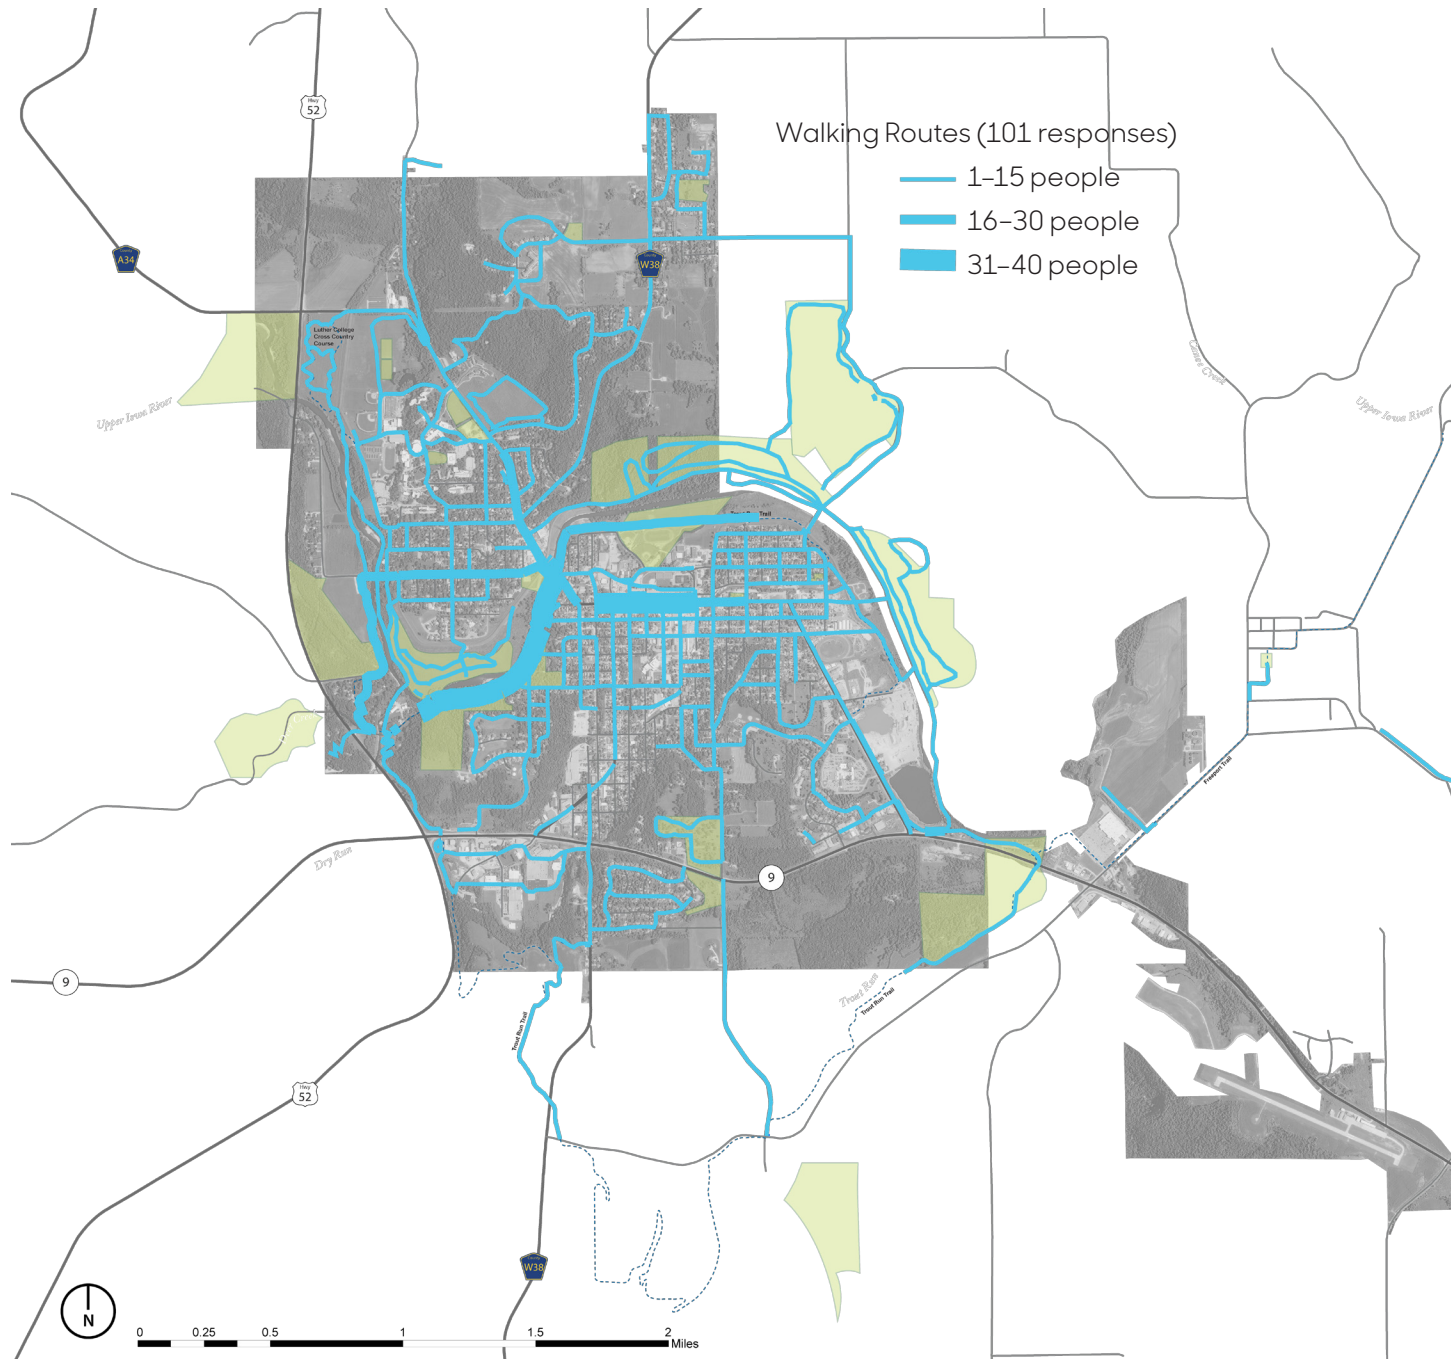 Hwy
52
Walking Routes (101 responses)
1–15 people
16–30 people
31–40 people
A34
W38
Luther College
Cross Country
Course
Canoe Creek
Upper Iowa River
Upper Iowa River
Trail
Freeport Trail
Dry Run
9
9
Trout Run
Trout Run Trail
Trout Run Trail
Hwy
52
W38
N
0 0.25 0.5 1 1.5 2
Miles